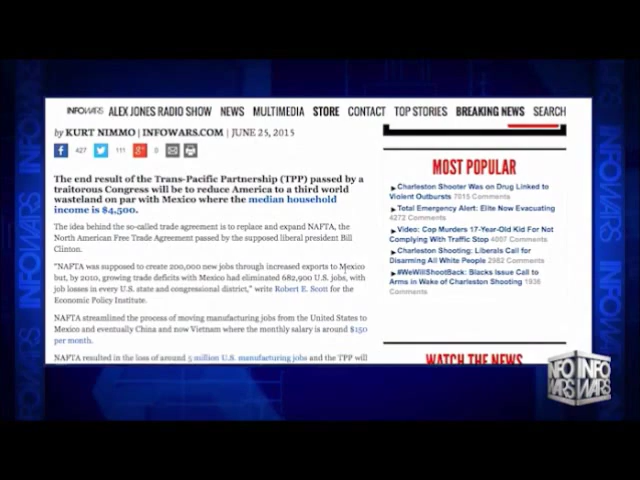 INFOWARS ALEX JONES RADIO SHOW NEWS MULTIMEDIA STORE CONTACT TOP STORIES BREAKING NEWS SEARCH
by KURT NIMMO | INFOWARS.COM | JUNE 25, 2015
427 111 0
The end result of the Trans-Pacific Partnership (TPP) passed by a
traitorous Congress will be to reduce America to a third world
wasteland on par with Mexico where the median household
income is $4,500.
The idea behind the so-called trade agreement is to replace and expand NAFTA, the
North American Free Trade Agreement passed by the supposed liberal president Bill
Clinton.
“NAFTA was supposed to create 200,000 new jobs through increased exports to Mexico
but, by 2010, growing trade deficits with Mexico had eliminated 682,900 U.S. jobs, with
job losses in every U.S. state and congressional district,” write Robert E. Scott for the
Economic Policy Institute.
NAFTA streamlined the process of moving manufacturing jobs from the United States to
Mexico and eventually China and now Vietnam where the monthly salary is around $150
per month.
NAFTA resulted in the loss of around 5 million U.S. manufacturing jobs and the TPP will
MOST POPULAR
Charleston Shooter Was on Drug Linked to
Violent Outbursts 7015 Comments
Total Emergency Alert: Elite Now Evacuating
4272 Comments
Video: Cop Murders 17-Year-Old Kid For Not
Complying With Traffic Stop 4007 Comments
Charleston Shooting: Liberals Call for
Disarming All White People 2982 Comments
#WeWillShootBack: Blacks Issue Call to
Arms in Wake of Charleston Shooting 1936
Comments
WATCH THE NEWS
INFO WARS
INFO WARS
INFOWARS
INFOWARS